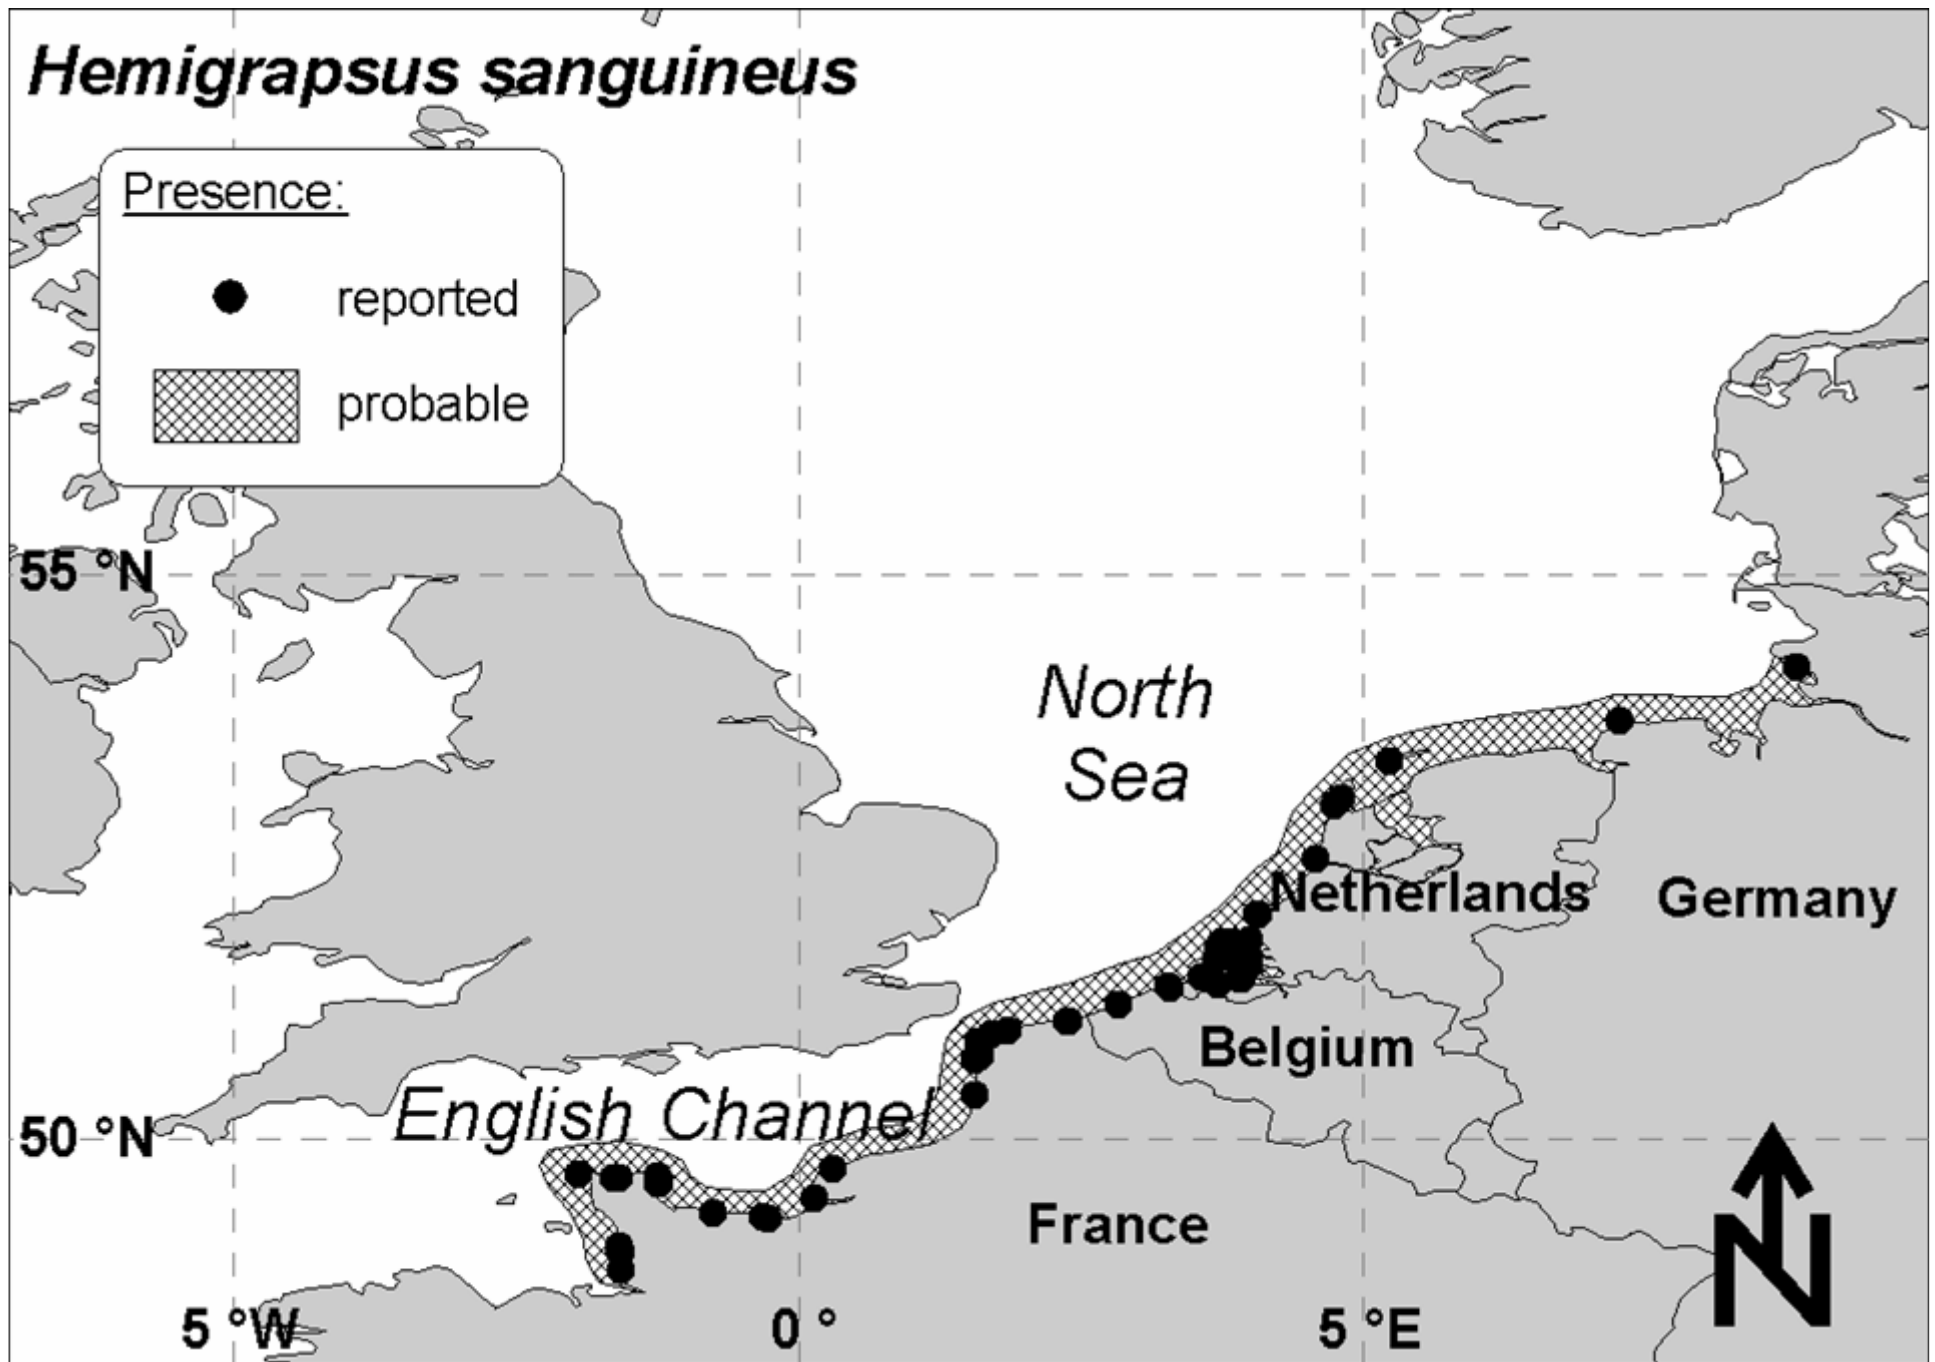 Hemigrapsus sanguineus
Presence:
reported
probable
55 °N
North
Sea
Netherlands
Germany
Belgium
English Channel
50 °N
France
N
5 °W
0 °
5 °E